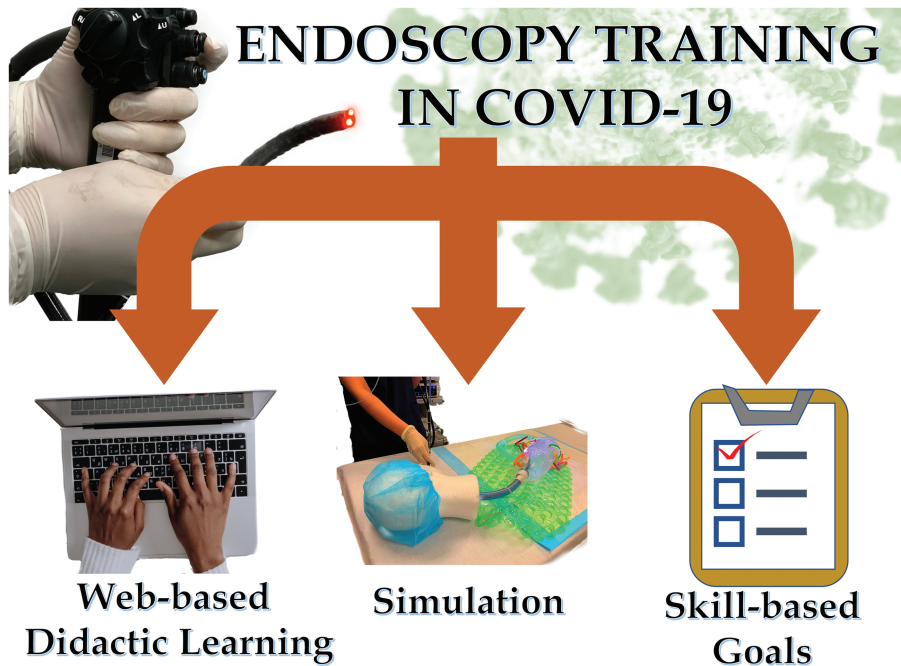 ENDOSCOPY TRAINING
IN COVID-19
Web-based
Didactic Learning
Simulation
Skill-based
Goals